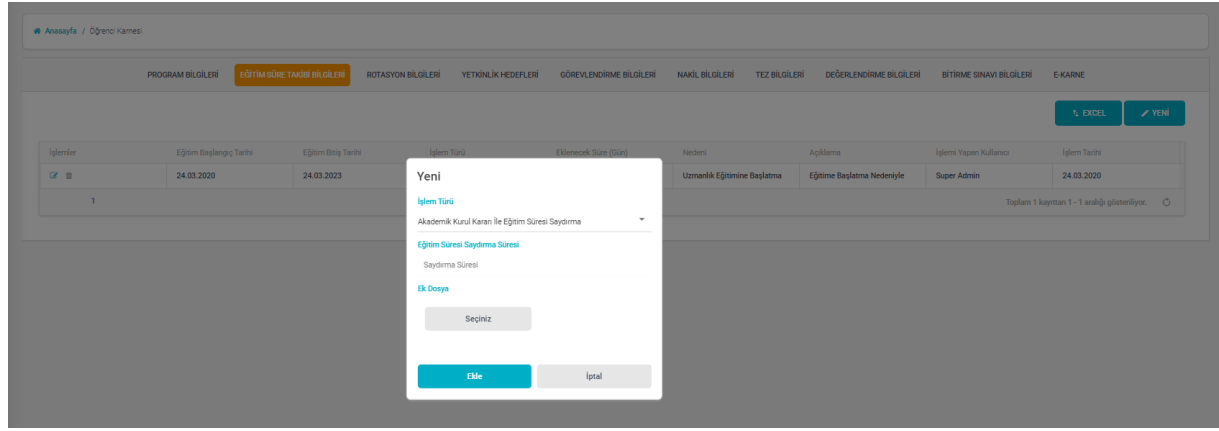 Anasayfa / Öğrenci Karnesi
PROGRAM BİLGİLERİ EĞİTİM SÜRE TAKİBİ BİLGİLERİ ROTASYON BİLGİLERİ YETKİNLİK HEDEFLERİ GÖREVLENDİRME BİLGİLERİ NAKİL BİLGİLERİ TEZ BİLGİLERİ DEĞERLENDİRME BİLGİLERİ BİTİRME SINAVI BİLGİLERİ E-KARNE
EXCEL YENİ
İşlemler Eğitim Başlangıç Tarihi Eğitim Bitiş Tarihi İşlem Türü Eklenecek Süre (Gün) Nedeni Açıklama İşlemi Yapan Kullanıcı İşlem Tarihi
24.03.2020 24.03.2023 Uzmanlık Eğitimine Başlatma Eğitime Başlatma Nedeniyle Super Admin 24.03.2020
1 Toplam 1 kayıttan 1 - 1 aralığı gösteriliyor.
Yeni
İşlem Türü
Akademik Kurul Kararı İle Eğitim Süresi Saydırma
Eğitim Süresi Saydırma Süresi
Saydırma Süresi
Ek Dosya
Seçiniz
Ekle İptal